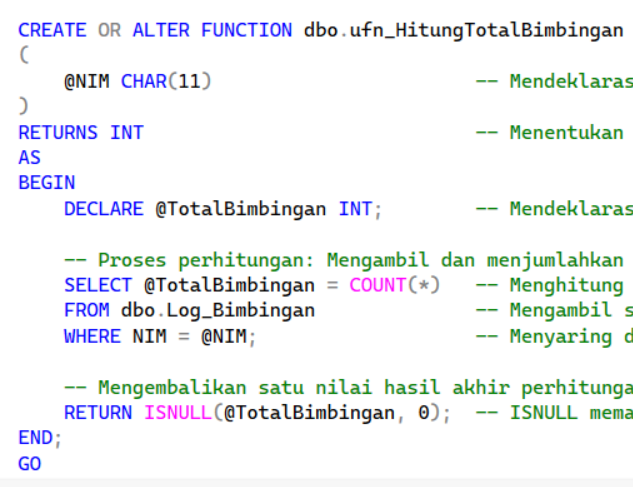 CREATE OR ALTER FUNCTION dbo.ufn_HitungTotalBimbingan
(
    @NIM CHAR(11)                       -- Mendeklaras
)
RETURNS INT                             -- Menentukan
AS
BEGIN
    DECLARE @TotalBimbingan INT;        -- Mendeklaras
    -- Proses perhitungan: Mengambil dan menjumlahkan
    SELECT @TotalBimbingan = COUNT(*)   -- Menghitung
    FROM dbo.Log_Bimbingan              -- Mengambil s
    WHERE NIM = @NIM;                   -- Menyaring d
    -- Mengembalikan satu nilai hasil akhir perhitunga
    RETURN ISNULL(@TotalBimbingan, 0);  -- ISNULL mema
END;
GO